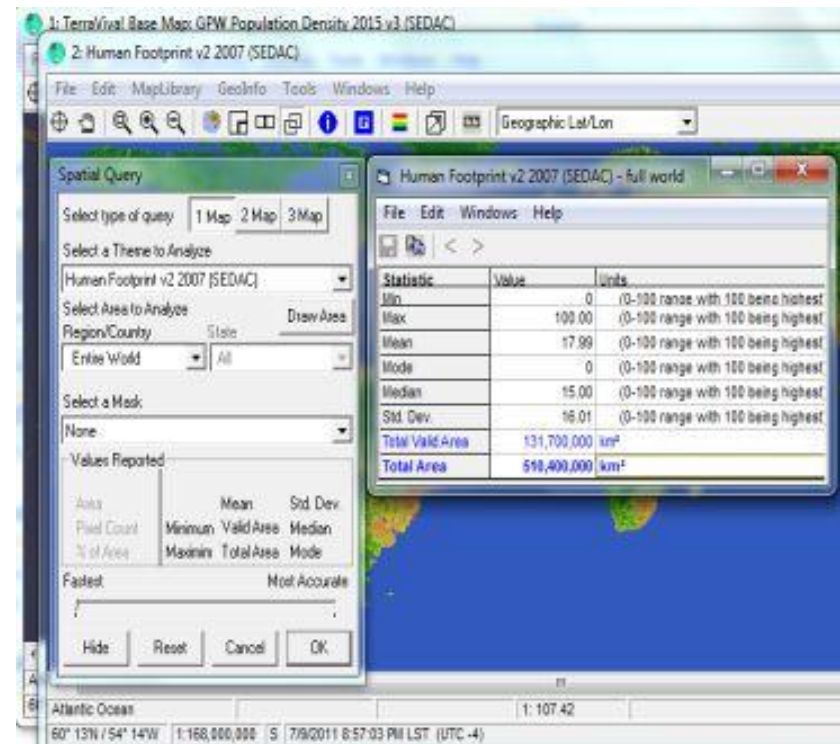 1: TerraViva! Base Map: GPW Population Density 2015 v3 (SEDAC)
2: Human Footprint v2 2007 (SEDAC)
File Edit MapLibrary GeoInfo Tools Windows Help
Geographic Lat/Lon
Spatial Query
Select type of query 1 Map 2 Map 3 Map
Select a Theme to Analyze
Human Footprint v2 2007 (SEDAC)
Select Area to Analyze
Draw Area
Region/Country State
Entire World All
Select a Mask
None
Values Reported
Area Mean Std. Dev.
Pixel Count Minimum Valid Area Median
% of Area Maximim Total Area Mode
Fastest Most Accurate
Hide Reset Cancel OK
Human Footprint v2 2007 (SEDAC) - full world
File Edit Windows Help
< >
Statistic Value Units
Min 0 (0-100 range with 100 being highest
Max 100.00 (0-100 range with 100 being highest
Mean 17.99 (0-100 range with 100 being highest
Mode 0 (0-100 range with 100 being highest
Median 15.00 (0-100 range with 100 being highest
Std. Dev. 16.01 (0-100 range with 100 being highest
Total Valid Area 131,700,000 km²
Total Area 510,400,000 km²
Atlantic Ocean 1: 107.42
60° 13'N / 54° 14'W 1:168,000,000 S 7/9/2011 8:57:03 PM LST (UTC -4)